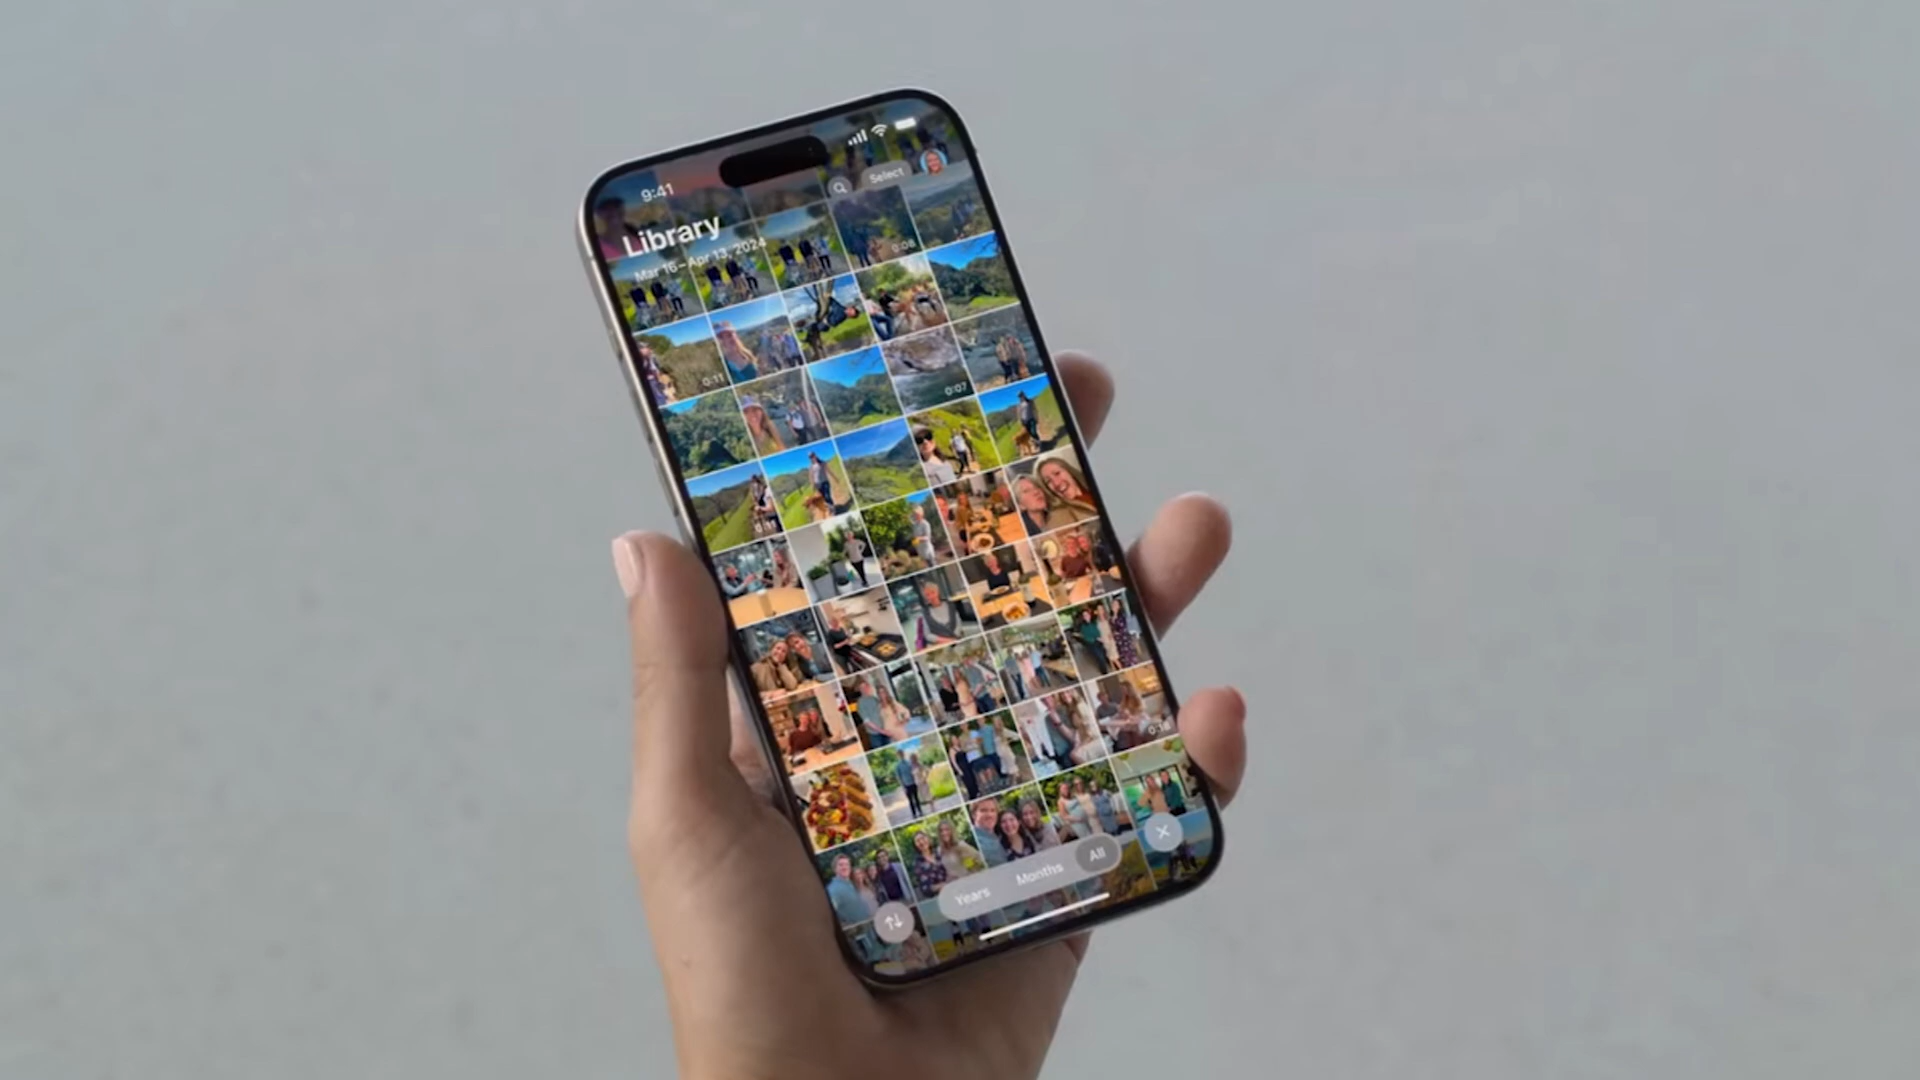 9:41
Select
Library
Mar 16–Apr 13, 2024
0:08
0:11
0:07
Years Months All